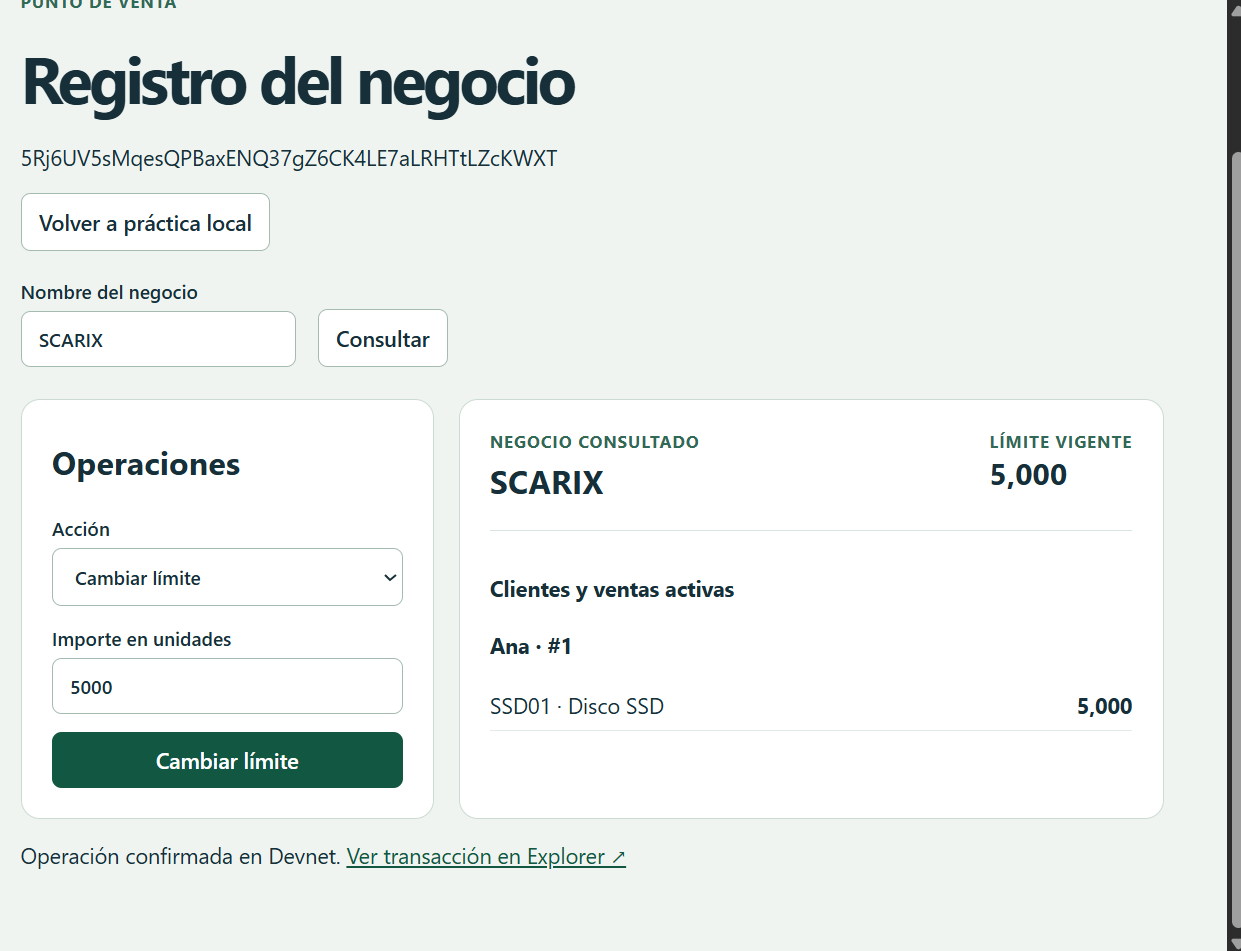 PUNTO DE VENTA
Registro del negocio
5Rj6UV5sMqesQPBaxENQ37gZ6CK4LE7aLRHTtLZcKWXT
Volver a práctica local
Nombre del negocio
SCARIX
Consultar
Operaciones
Acción
Cambiar límite
Importe en unidades
5000
Cambiar límite
NEGOCIO CONSULTADO
SCARIX
LÍMITE VIGENTE
5,000
Clientes y ventas activas
Ana · #1
SSD01 · Disco SSD 5,000
Operación confirmada en Devnet. Ver transacción en Explorer ↗